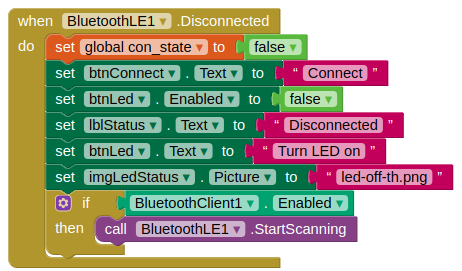 when BluetoothLE1 .Disconnected
do set global con_state to false
set btnConnect . Text to “ Connect ”
set btnLed . Enabled to false
set lblStatus . Text to “ Disconnected ”
set btnLed . Text to “ Turn LED on ”
set imgLedStatus . Picture to “ led-off-th.png ”
if BluetoothClient1 . Enabled
then call BluetoothLE1 .StartScanning